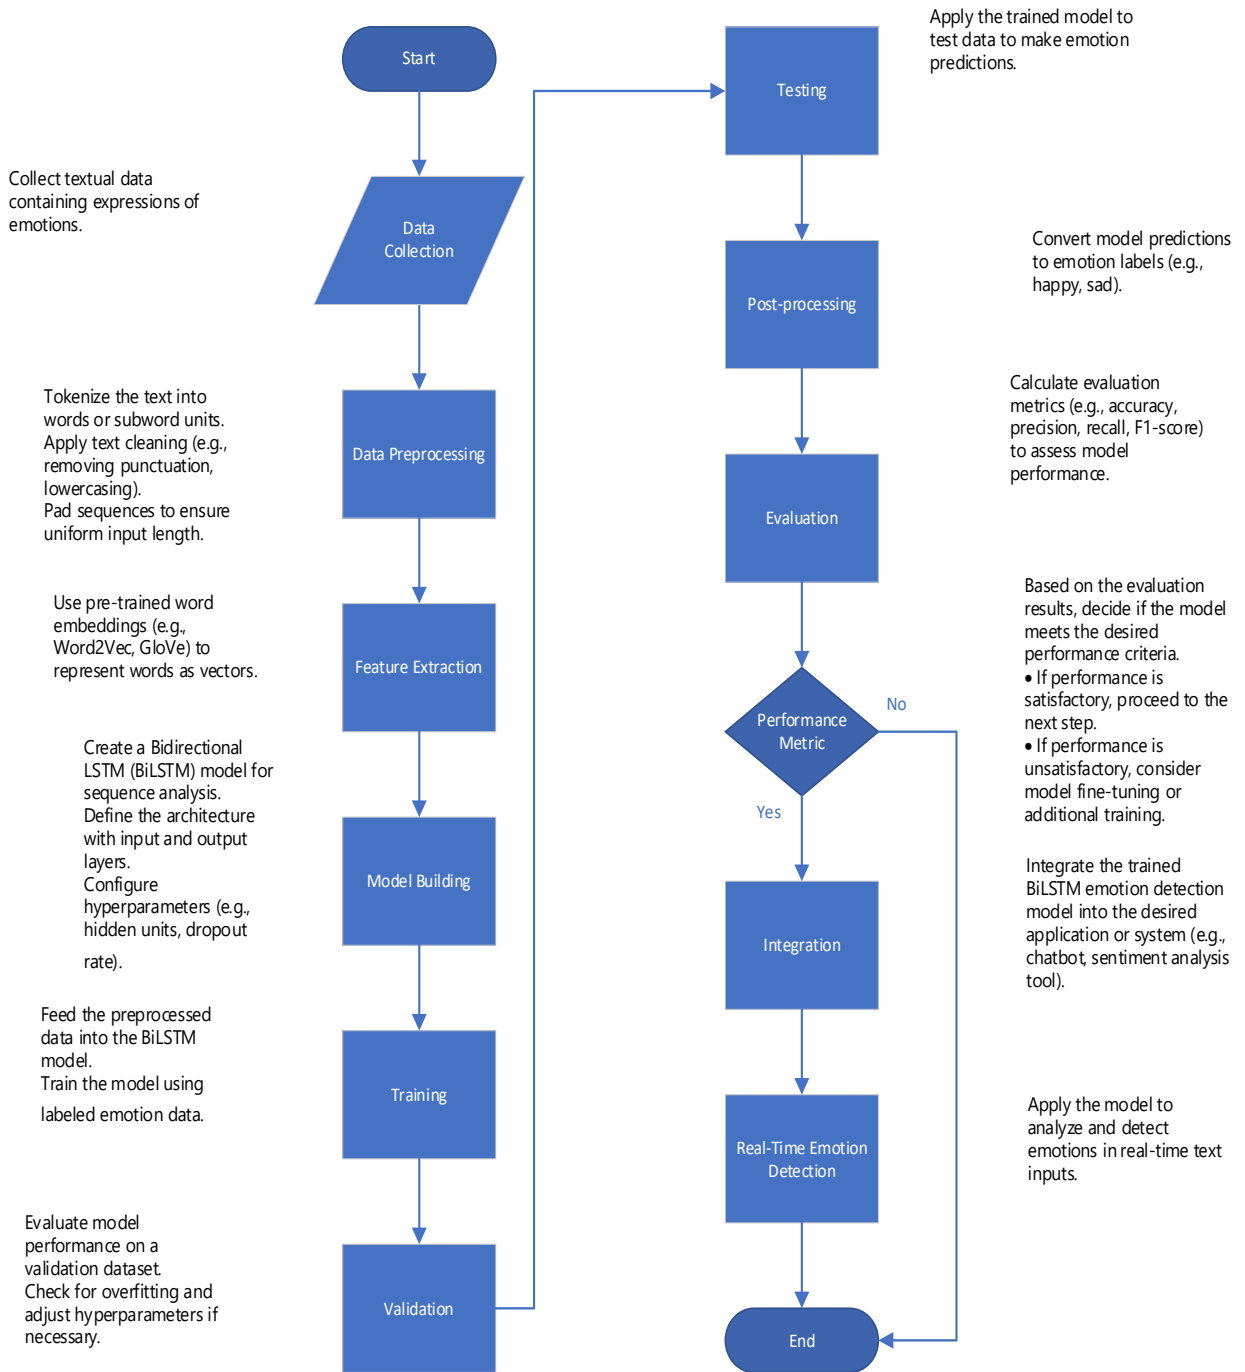 Start
Collect textual data
containing expressions of
emotions.
Data
Collection
Tokenize the text into
words or subword units.
Apply text cleaning (e.g.,
removing punctuation,
lowercasing).
Pad sequences to ensure
uniform input length.
Data Preprocessing
Use pre-trained word
embeddings (e.g.,
Word2Vec, GloVe) to
represent words as vectors.
Feature Extraction
Create a Bidirectional
LSTM (BiLSTM) model for
sequence analysis.
Define the architecture
with input and output
layers.
Configure
hyperparameters (e.g.,
hidden units, dropout
rate).
Model Building
Feed the preprocessed
data into the BiLSTM
model.
Train the model using
labeled emotion data.
Training
Evaluate model
performance on a
validation dataset.
Check for overfitting and
adjust hyperparameters if
necessary.
Validation
Apply the trained model to
test data to make emotion
predictions.
Testing
Convert model predictions
to emotion labels (e.g.,
happy, sad).
Post-processing
Calculate evaluation
metrics (e.g., accuracy,
precision, recall, F1-score)
to assess model
performance.
Evaluation
Based on the evaluation
results, decide if the model
meets the desired
performance criteria.
• If performance is
satisfactory, proceed to the
next step.
• If performance is
unsatisfactory, consider
model fine-tuning or
additional training.
Performance
Metric
No
Yes
Integrate the trained
BiLSTM emotion detection
model into the desired
application or system (e.g.,
chatbot, sentiment analysis
tool).
Integration
Real-Time Emotion
Detection
Apply the model to
analyze and detect
emotions in real-time text
inputs.
End